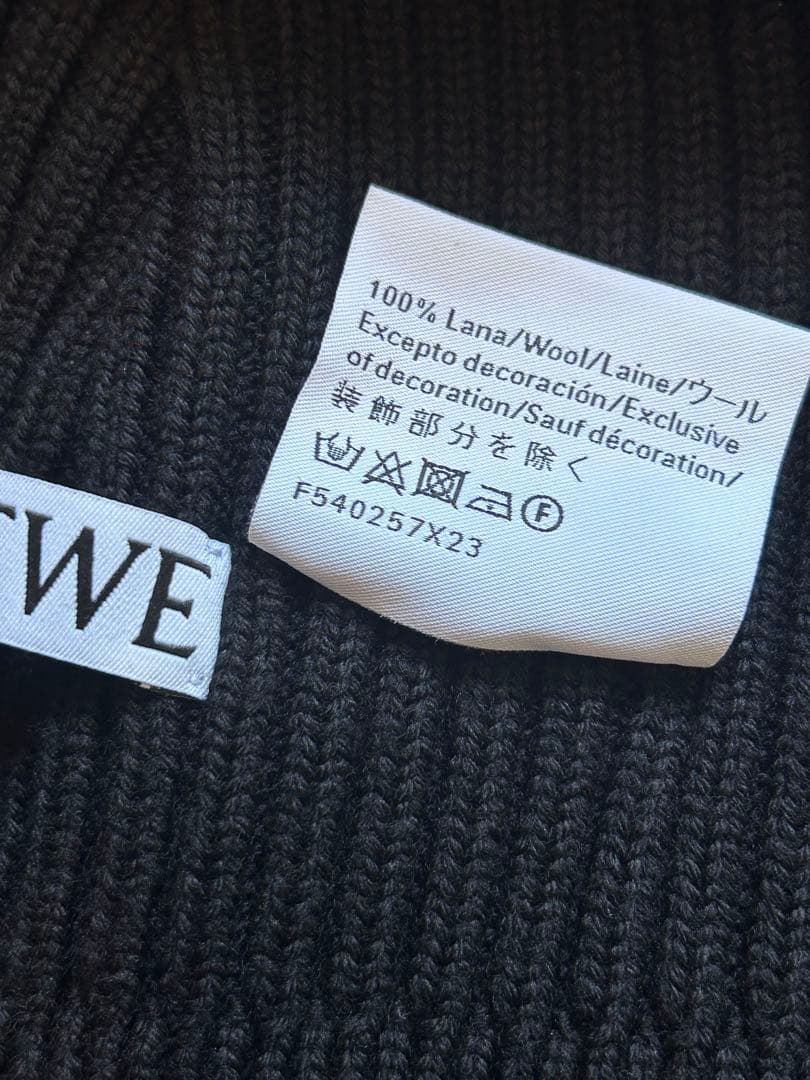 100% Lana/Wool/Laine/ウール
Excepto decoración/Exclusive
of decoration/Sauf décoration/
装飾部分を除く
F
F540257X23
WE